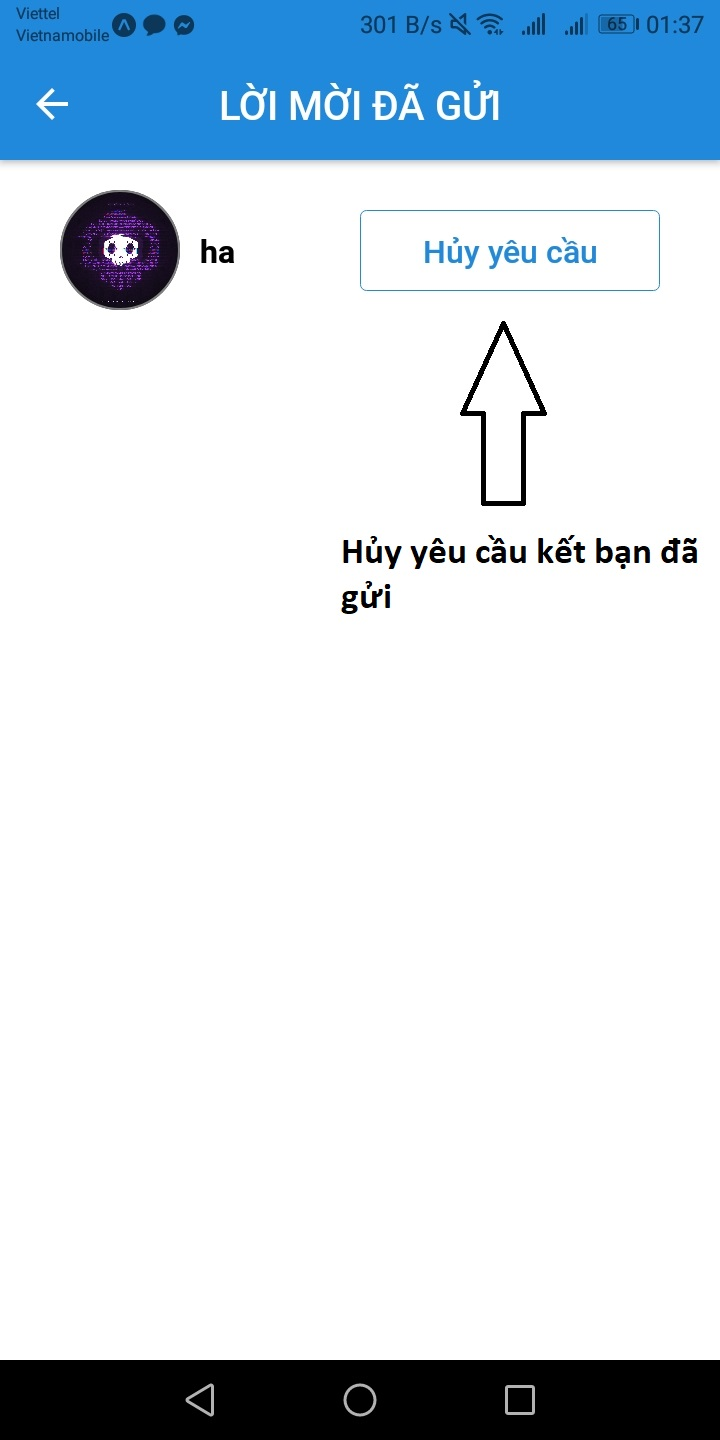 Viettel
Vietnamobile
301 B/s
65
01:37
LỜI MỜI ĐÃ GỬI
ha
Hủy yêu cầu
Hủy yêu cầu kết bạn đã
gửi